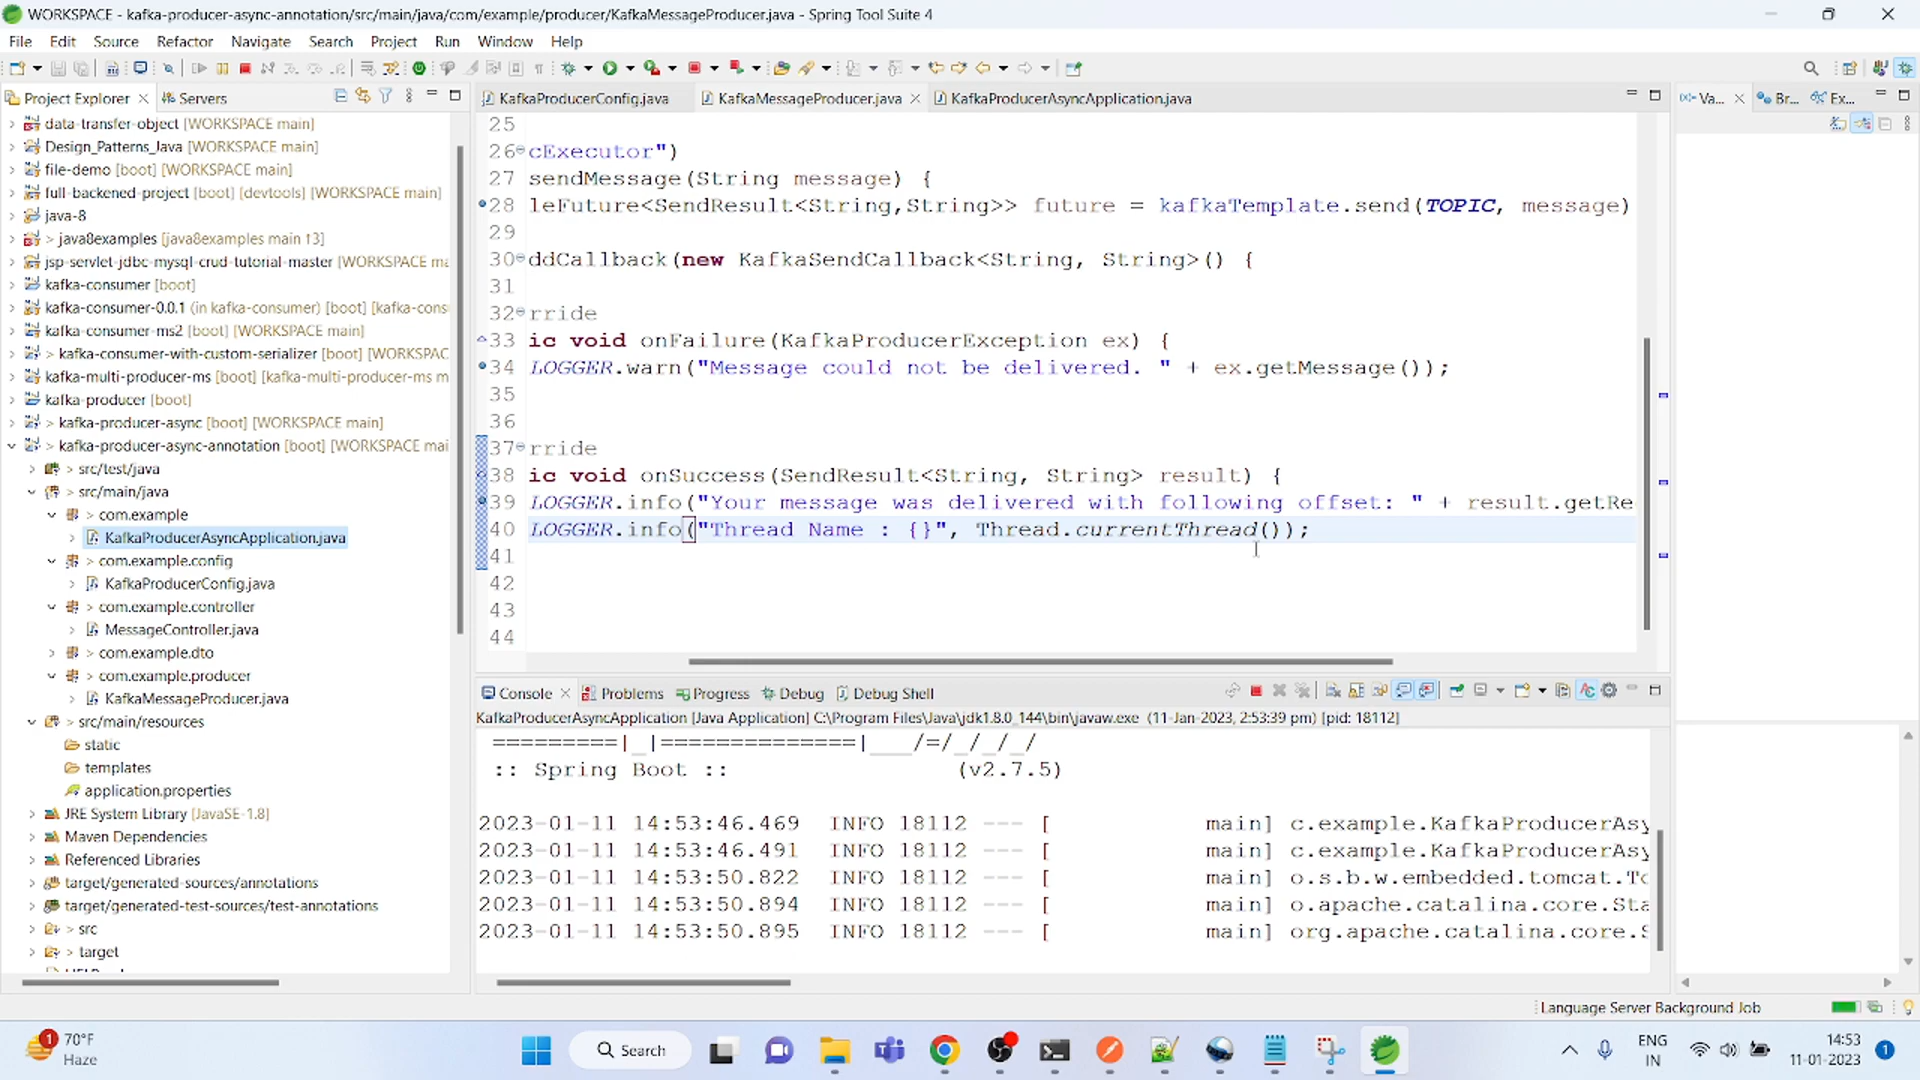 WORKSPACE - kafka-producer-async-annotation/src/main/java/com/example/producer/KafkaMessageProducer.java - Spring Tool Suite 4
File Edit Source Refactor Navigate Search Project Run Window Help
Project Explorer Servers
data-transfer-object [WORKSPACE main]
Design_Patterns_Java [WORKSPACE main]
file-demo [boot] [WORKSPACE main]
full-backened-project [boot] [devtools] [WORKSPACE main]
java-8
> java8examples [java8examples main ↑3]
jsp-servlet-jdbc-mysql-crud-tutorial-master [WORKSPACE ma
kafka-consumer [boot]
kafka-consumer-0.0.1 (in kafka-consumer) [boot] [kafka-cons
kafka-consumer-ms2 [boot] [WORKSPACE main]
> kafka-consumer-with-custom-serializer [boot] [WORKSPAC
kafka-multi-producer-ms [boot] [kafka-multi-producer-ms m
kafka-producer [boot]
> kafka-producer-async [boot] [WORKSPACE main]
> kafka-producer-async-annotation [boot] [WORKSPACE mai
> src/test/java
> src/main/java
> com.example
KafkaProducerAsyncApplication.java
> com.example.config
KafkaProducerConfig.java
> com.example.controller
MessageController.java
> com.example.dto
> com.example.producer
KafkaMessageProducer.java
> src/main/resources
static
templates
application.properties
JRE System Library [JavaSE-1.8]
Maven Dependencies
Referenced Libraries
target/generated-sources/annotations
target/generated-test-sources/test-annotations
> src
> target
KafkaProducerConfig.java KafkaMessageProducer.java KafkaProducerAsyncApplication.java
25
26 cExecutor")
27 sendMessage(String message) {
28 leFuture<SendResult<String,String>> future = kafkaTemplate.send(TOPIC, message)
29
30 ddCallback(new KafkaSendCallback<String, String>() {
31
32 rride
33 ic void onFailure(KafkaProducerException ex) {
34 LOGGER.warn("Message could not be delivered. " + ex.getMessage());
35
36
37 rride
38 ic void onSuccess(SendResult<String, String> result) {
39 LOGGER.info("Your message was delivered with following offset: " + result.getRe
40 LOGGER.info("Thread Name : {}", Thread.currentThread());
41
42
43
44
Va... Br... Ex...
Console Problems Progress Debug Debug Shell
KafkaProducerAsyncApplication [Java Application] C:\Program Files\Java\jdk1.8.0_144\bin\javaw.exe (11-Jan-2023, 2:53:39 pm) [pid: 18112]
=========|_|==============|___/=/_/_/_/
:: Spring Boot :: (v2.7.5)
2023-01-11 14:53:46.469 INFO 18112 --- [ main] c.example.KafkaProducerAsy
2023-01-11 14:53:46.491 INFO 18112 --- [ main] c.example.KafkaProducerAsy
2023-01-11 14:53:50.822 INFO 18112 --- [ main] o.s.b.w.embedded.tomcat.To
2023-01-11 14:53:50.894 INFO 18112 --- [ main] o.apache.catalina.core.Sta
2023-01-11 14:53:50.895 INFO 18112 --- [ main] org.apache.catalina.core.S
Language Server Background Job
1
70°F
Haze
Search
ENG
IN
14:53
11-01-2023
1